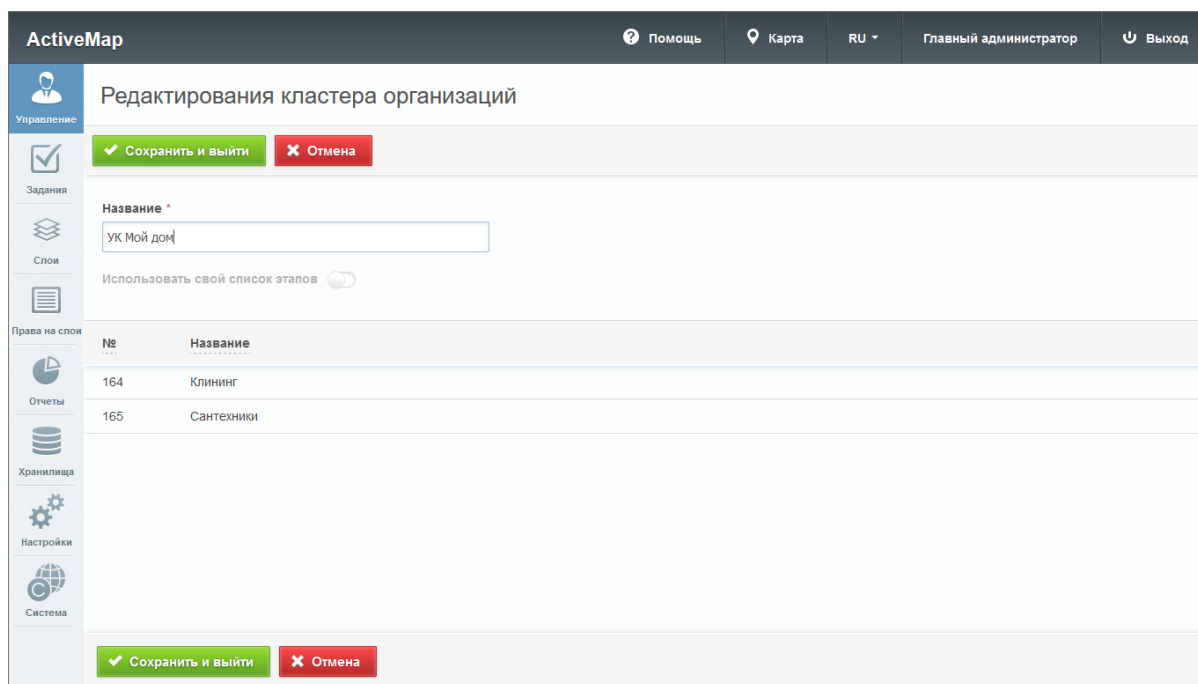 ActiveMap
Помощь
Карта
RU
Главный администратор
Выход
Управление
Задания
Слои
Права на слои
Отчеты
Хранилища
Настройки
Система
Редактирования кластера организаций
Сохранить и выйти
Отмена
Название *
УК Мой дом
Использовать свой список этапов
№ Название
164 Клининг
165 Сантехники
Сохранить и выйти
Отмена